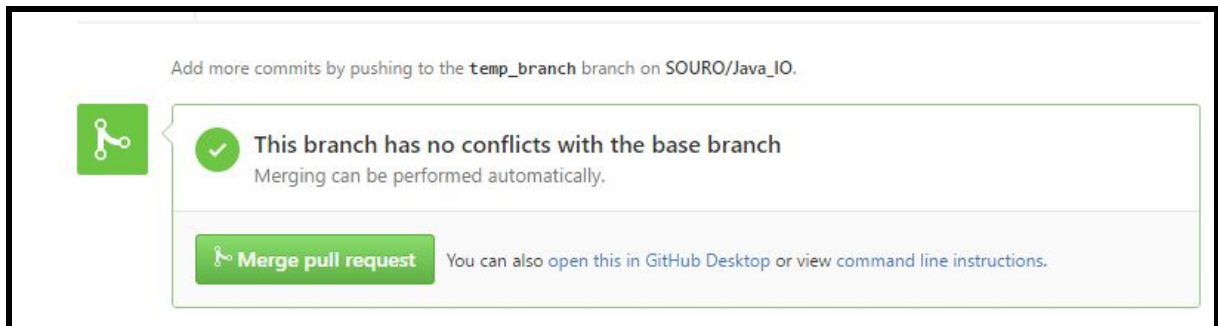 Add more commits by pushing to the temp_branch branch on SOURO/Java_IO.
This branch has no conflicts with the base branch
Merging can be performed automatically.
Merge pull request You can also open this in GitHub Desktop or view command line instructions.